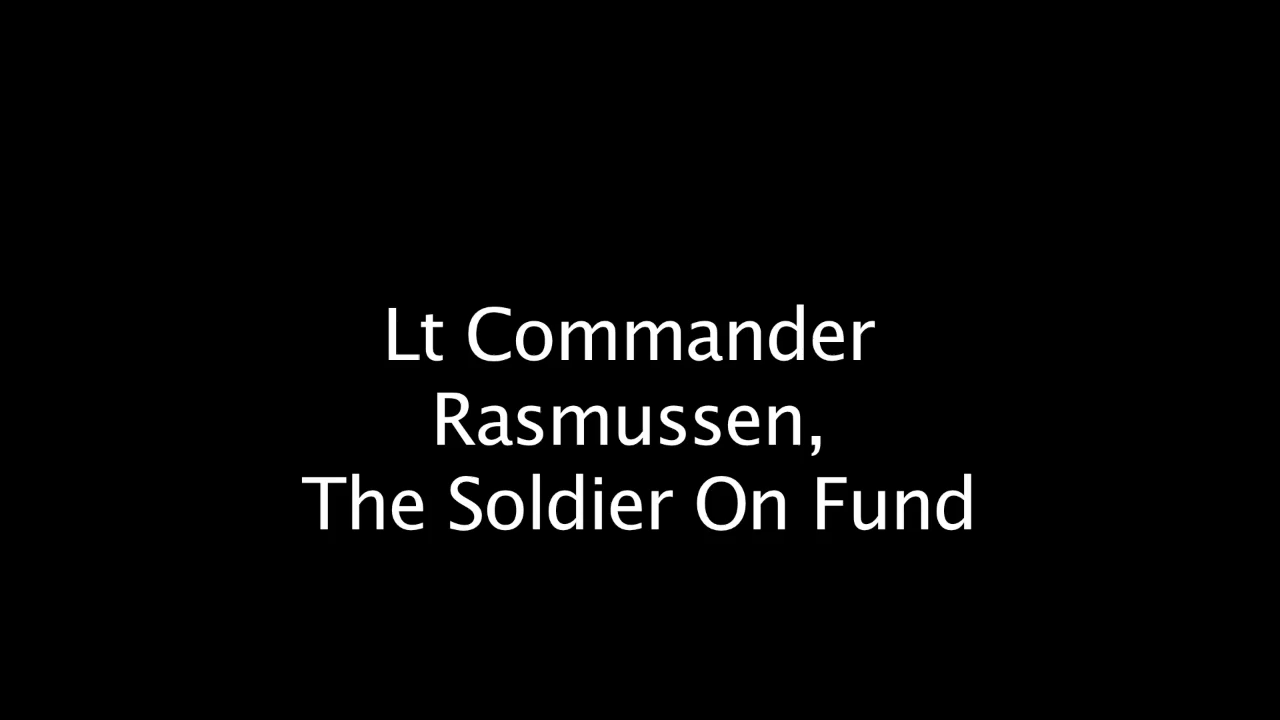 Lt Commander
Rasmussen,
The Soldier On Fund